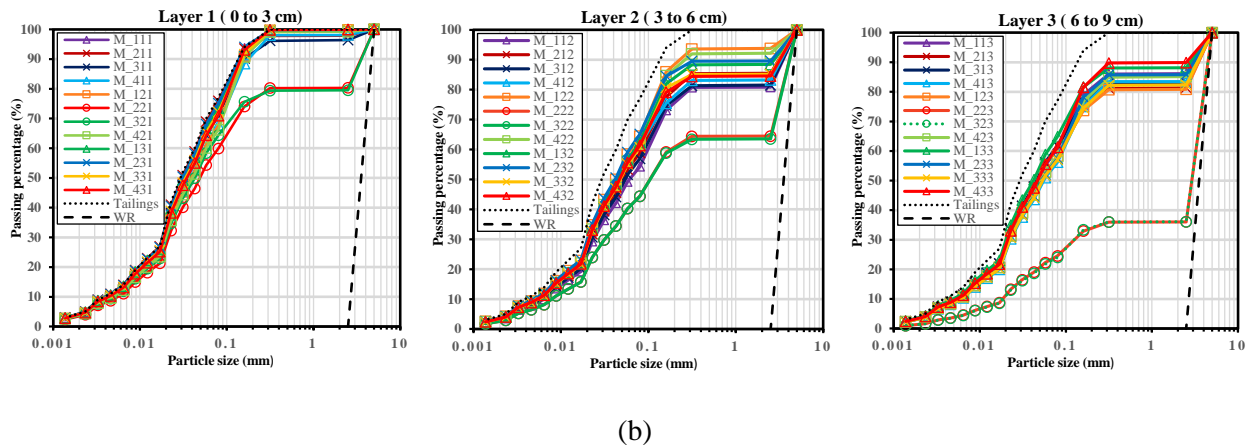 Layer 1 ( 0 to 3 cm)
Passing percentage (%)
100
90
80
70
60
50
40
30
20
10
0
M_111
M_211
M_311
M_411
M_121
M_221
M_321
M_421
M_131
M_231
M_331
M_431
Tailings
WR
0.001
0.01
0.1
1
10
Particle size (mm)
Layer 2 (3 to 6 cm)
Passing percentage (%)
100
90
80
70
60
50
40
30
20
10
0
M_112
M_212
M_312
M_412
M_122
M_222
M_322
M_422
M_132
M_232
M_332
M_432
Tailings
WR
0.001
0.01
0.1
1
10
Particle size (mm)
Layer 3 (6 to 9 cm)
Passing percentage (%)
100
90
80
70
60
50
40
30
20
10
0
M_113
M_213
M_313
M_413
M_123
M_223
M_323
M_423
M_133
M_233
M_333
M_433
Tailings
WR
0.001
0.01
0.1
1
10
Particle size (mm)
(b)